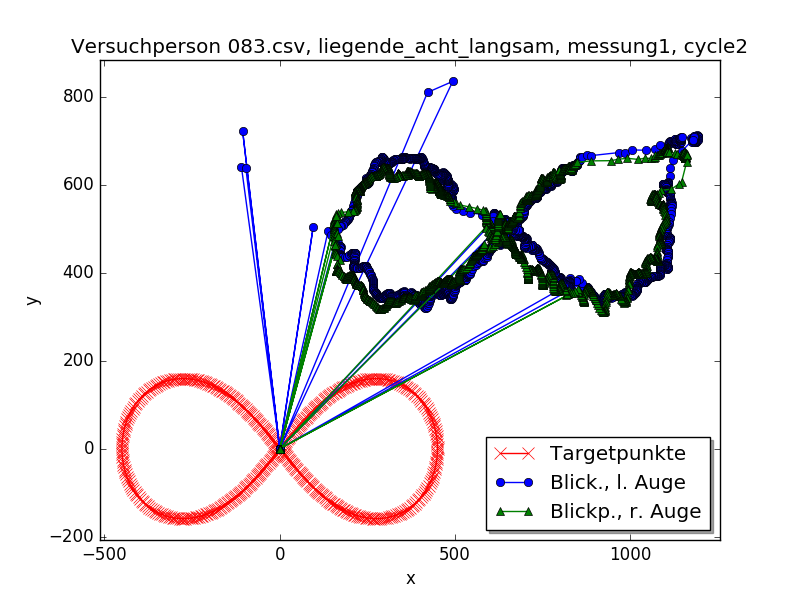 Versuchperson 083.csv, liegende_acht_langsam, messung1, cycle2
800
600
400
200
0
−200
y
−500
0
500
1000
x
Targetpunkte
Blick., l. Auge
Blickp., r. Auge